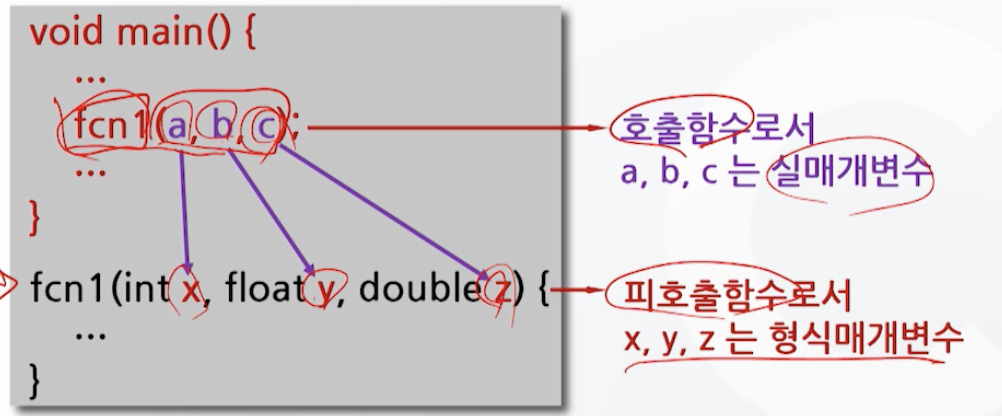 void main() {
...
fcn1(a, b, c);
...
}
fcn1(int x, float y, double z) {
...
}
호출함수로서
a, b, c 는 실매개변수
피호출함수로서
x, y, z 는 형식매개변수